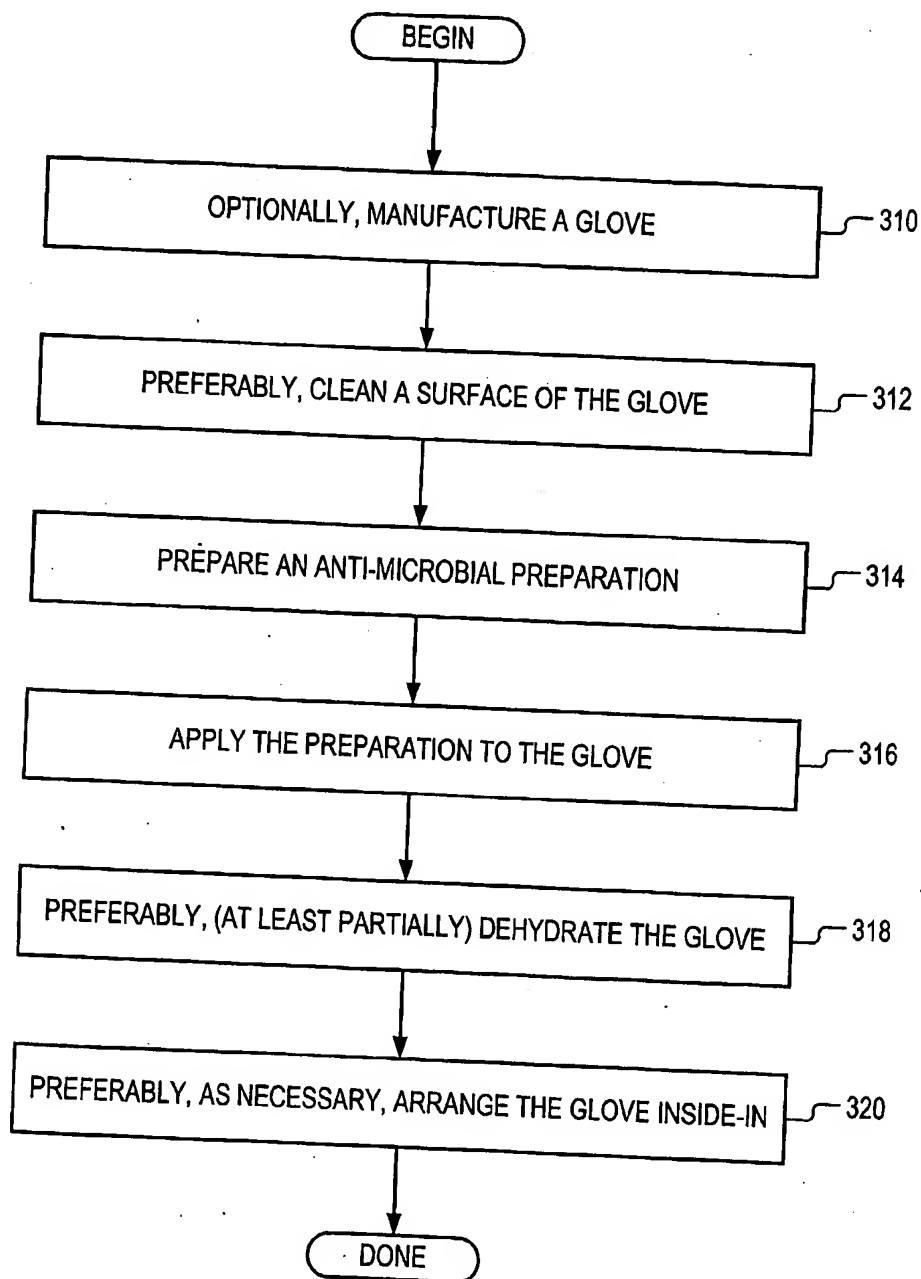 BEGIN
OPTIONALLY, MANUFACTURE A GLOVE
310
PREFERABLY, CLEAN A SURFACE OF THE GLOVE
312
PREPARE AN ANTI-MICROBIAL PREPARATION
314
APPLY THE PREPARATION TO THE GLOVE
316
PREFERABLY, (AT LEAST PARTIALLY) DEHYDRATE THE GLOVE
318
PREFERABLY, AS NECESSARY, ARRANGE THE GLOVE INSIDE-IN
320
DONE